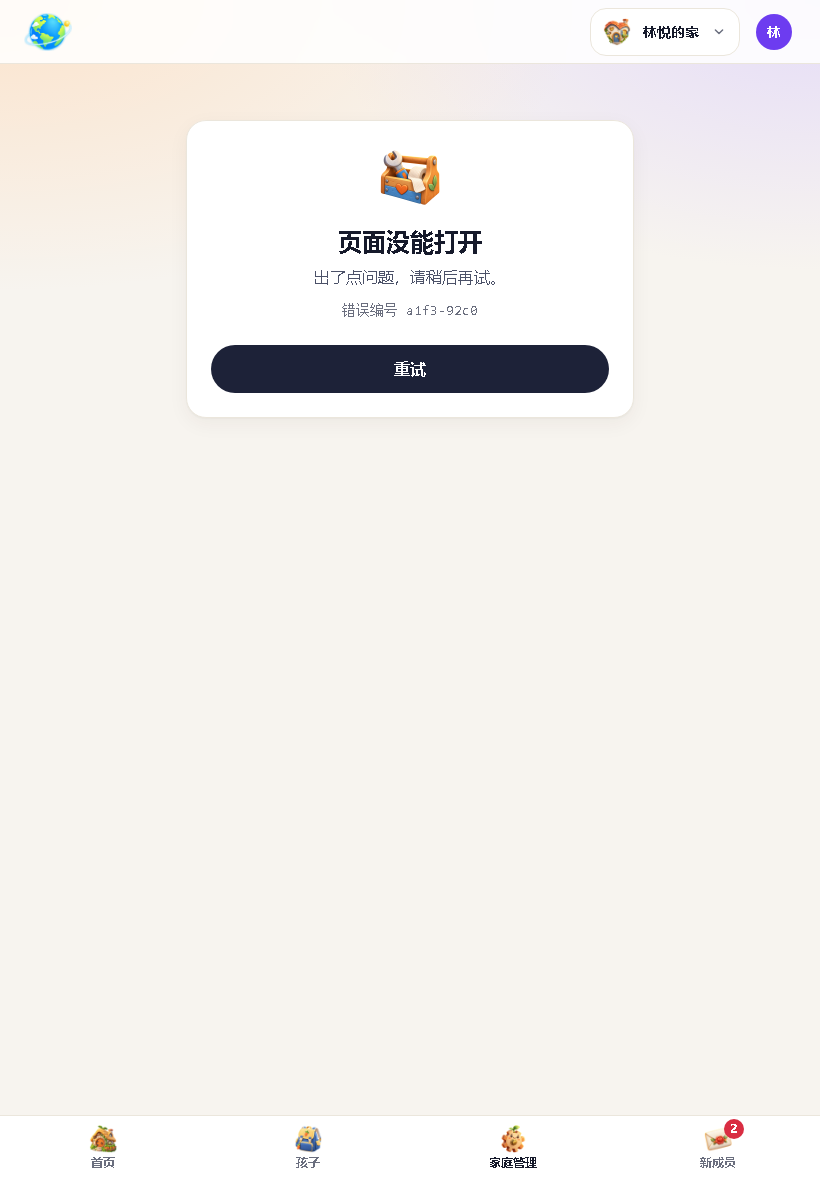 林悦的家
林
页面没能打开
出了点问题，请稍后再试。
错误编号 a1f3-92c0
重试
首页
孩子
家庭管理
2
新成员